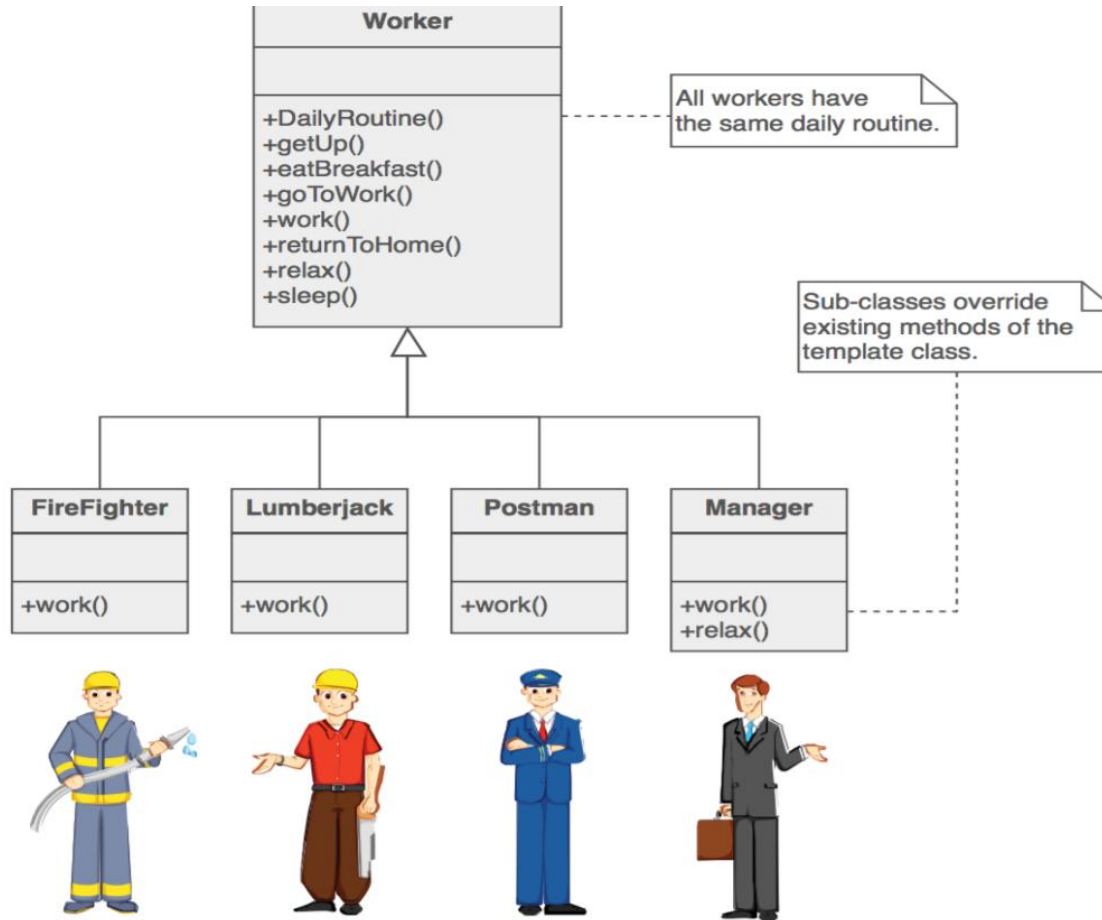 Worker
+DailyRoutine()
+getUp()
+eatBreakfast()
+goToWork()
+work()
+returnToHome()
+relax()
+sleep()
All workers have
the same daily routine.
Sub-classes override
existing methods of the
template class.
FireFighter
+work()
Lumberjack
+work()
Postman
+work()
Manager
+work()
+relax()